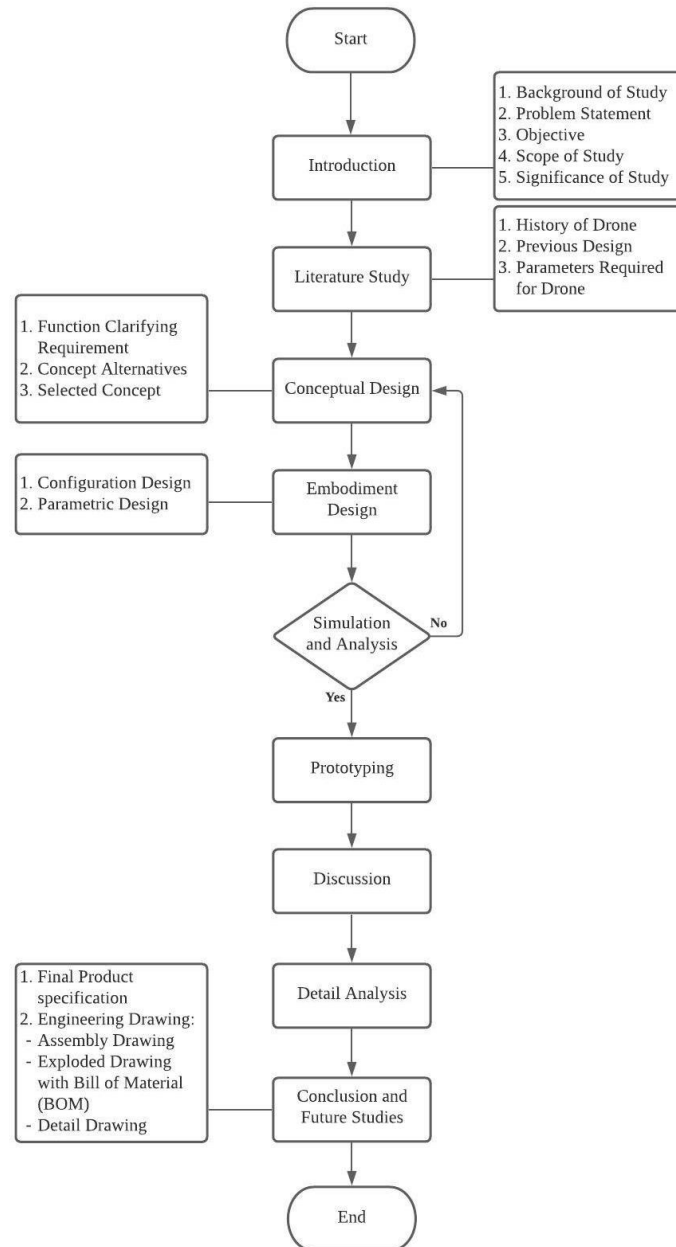 Start
1. Background of Study
2. Problem Statement
3. Objective
4. Scope of Study
5. Significance of Study
Introduction
1. History of Drone
2. Previous Design
3. Parameters Required
for Drone
Literature Study
1. Function Clarifying
Requirement
2. Concept Alternatives
3. Selected Concept
Conceptual Design
1. Configuration Design
2. Parametric Design
Embodiment
Design
Simulation
and Analysis
No
Yes
Prototyping
Discussion
Detail Analysis
1. Final Product
specification
2. Engineering Drawing:
- Assembly Drawing
- Exploded Drawing
with Bill of Material
(BOM)
- Detail Drawing
Conclusion and
Future Studies
End